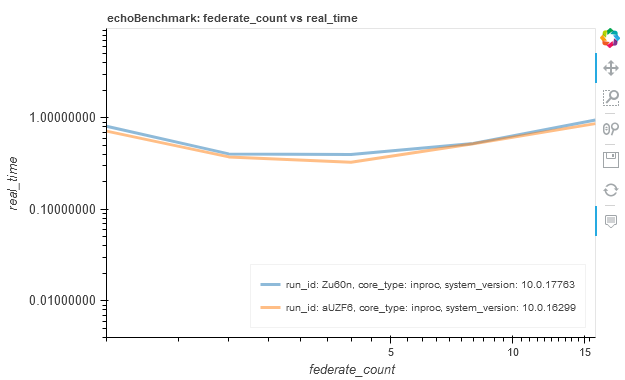 echoBenchmark: federate_count vs real_time
1.00000000
0.10000000
0.01000000
real_time
run_id: Zu60n, core_type: inproc, system_version: 10.0.17763
run_id: aUZF6, core_type: inproc, system_version: 10.0.16299
5
10
15
federate_count